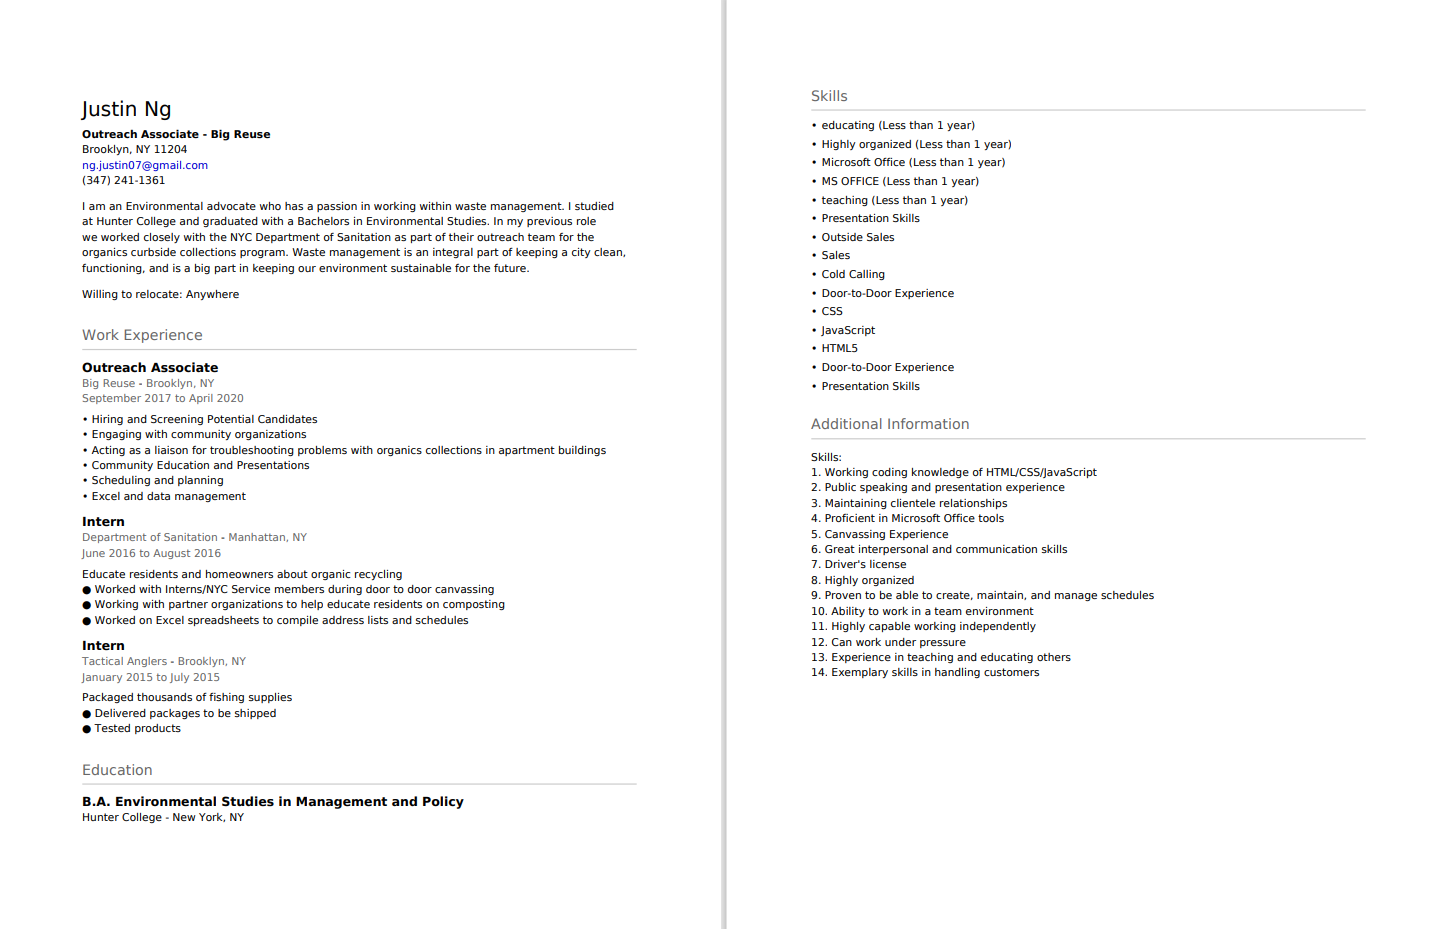 Justin Ng
Outreach Associate - Big Reuse
Brooklyn, NY 11204
ng.justin07@gmail.com
(347) 241-1361
I am an Environmental advocate who has a passion in working within waste management. I studied
at Hunter College and graduated with a Bachelors in Environmental Studies. In my previous role
we worked closely with the NYC Department of Sanitation as part of their outreach team for the
organics curbside collections program. Waste management is an integral part of keeping a city clean,
functioning, and is a big part in keeping our environment sustainable for the future.
Willing to relocate: Anywhere
Work Experience
Outreach Associate
Big Reuse - Brooklyn, NY
September 2017 to April 2020
• Hiring and Screening Potential Candidates
• Engaging with community organizations
• Acting as a liaison for troubleshooting problems with organics collections in apartment buildings
• Community Education and Presentations
• Scheduling and planning
• Excel and data management
Intern
Department of Sanitation - Manhattan, NY
June 2016 to August 2016
Educate residents and homeowners about organic recycling
● Worked with Interns/NYC Service members during door to door canvassing
● Working with partner organizations to help educate residents on composting
● Worked on Excel spreadsheets to compile address lists and schedules
Intern
Tactical Anglers - Brooklyn, NY
January 2015 to July 2015
Packaged thousands of fishing supplies
● Delivered packages to be shipped
● Tested products
Education
B.A. Environmental Studies in Management and Policy
Hunter College - New York, NY
Skills
• educating (Less than 1 year)
• Highly organized (Less than 1 year)
• Microsoft Office (Less than 1 year)
• MS OFFICE (Less than 1 year)
• teaching (Less than 1 year)
• Presentation Skills
• Outside Sales
• Sales
• Cold Calling
• Door-to-Door Experience
• CSS
• JavaScript
• HTML5
• Door-to-Door Experience
• Presentation Skills
Additional Information
Skills:
1. Working coding knowledge of HTML/CSS/JavaScript
2. Public speaking and presentation experience
3. Maintaining clientele relationships
4. Proficient in Microsoft Office tools
5. Canvassing Experience
6. Great interpersonal and communication skills
7. Driver's license
8. Highly organized
9. Proven to be able to create, maintain, and manage schedules
10. Ability to work in a team environment
11. Highly capable working independently
12. Can work under pressure
13. Experience in teaching and educating others
14. Exemplary skills in handling customers